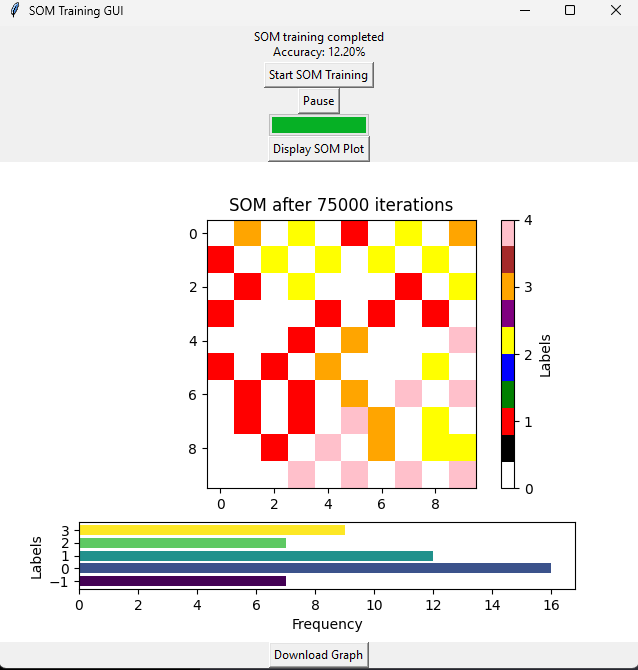 SOM Training GUI
SOM training completed
Accuracy: 12.20%
Start SOM Training
Pause
Display SOM Plot
SOM after 75000 iterations
0
2
4
6
8
0 2 4 6 8
4
3
2
1
0
Labels
3
2
1
0
−1
Labels
0 2 4 6 8 10 12 14 16
Frequency
Download Graph